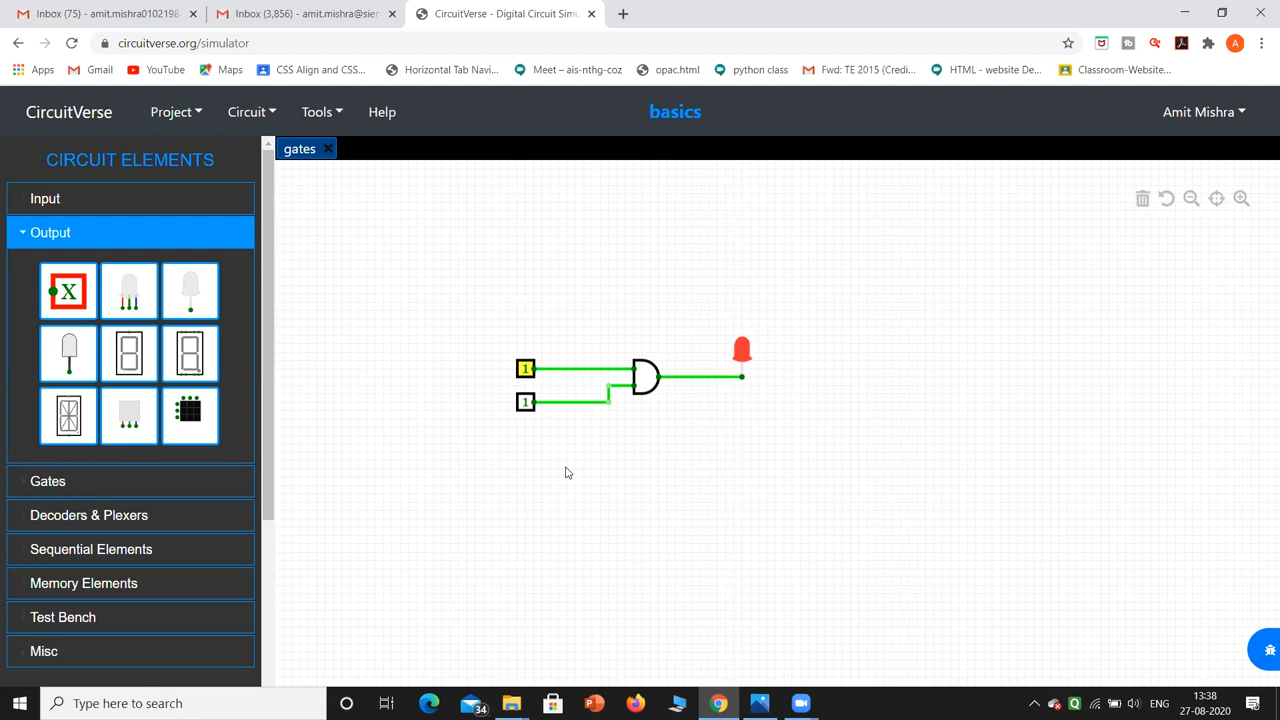 Inbox (75) - amit.mishra0102198
Inbox (3,856) - amit.mishra@sier
CircuitVerse - Digital Circuit Simu
circuitverse.org/simulator
A
Apps
Gmail
YouTube
Maps
CSS Align and CSS...
Horizontal Tab Navi...
Meet – ais-nthg-coz
opac.html
python class
Fwd: TE 2015 (Credi...
HTML - website De...
Classroom-Website...
CircuitVerse
Project
Circuit
Tools
Help
basics
Amit Mishra
CIRCUIT ELEMENTS
gates
Input
Output
X
Gates
Decoders & Plexers
Sequential Elements
Memory Elements
Test Bench
Misc
1
1
Type here to search
34
ENG
13:38
27-08-2020